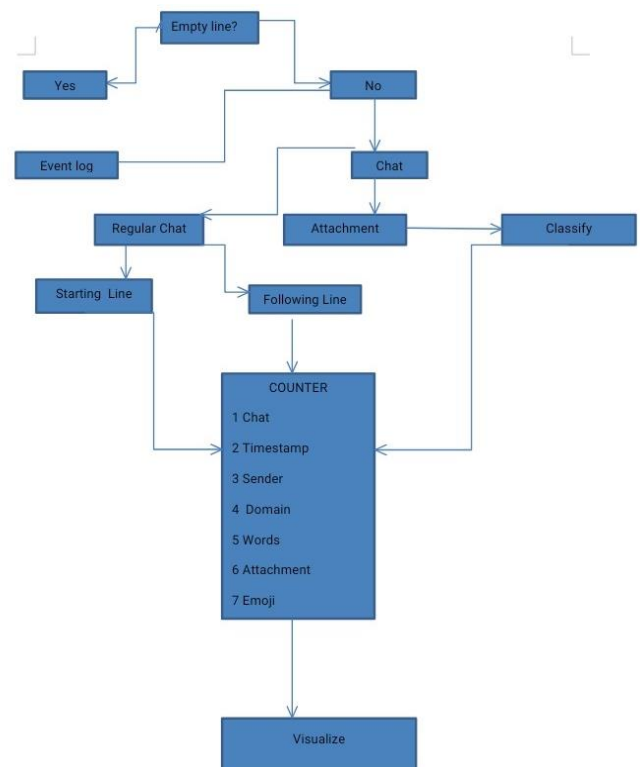 Empty line?
Yes
No
Event log
Chat
Regular Chat
Attachment
Classify
Starting Line
Following Line
COUNTER
1 Chat
2 Timestamp
3 Sender
4 Domain
5 Words
6 Attachment
7 Emoji
Visualize